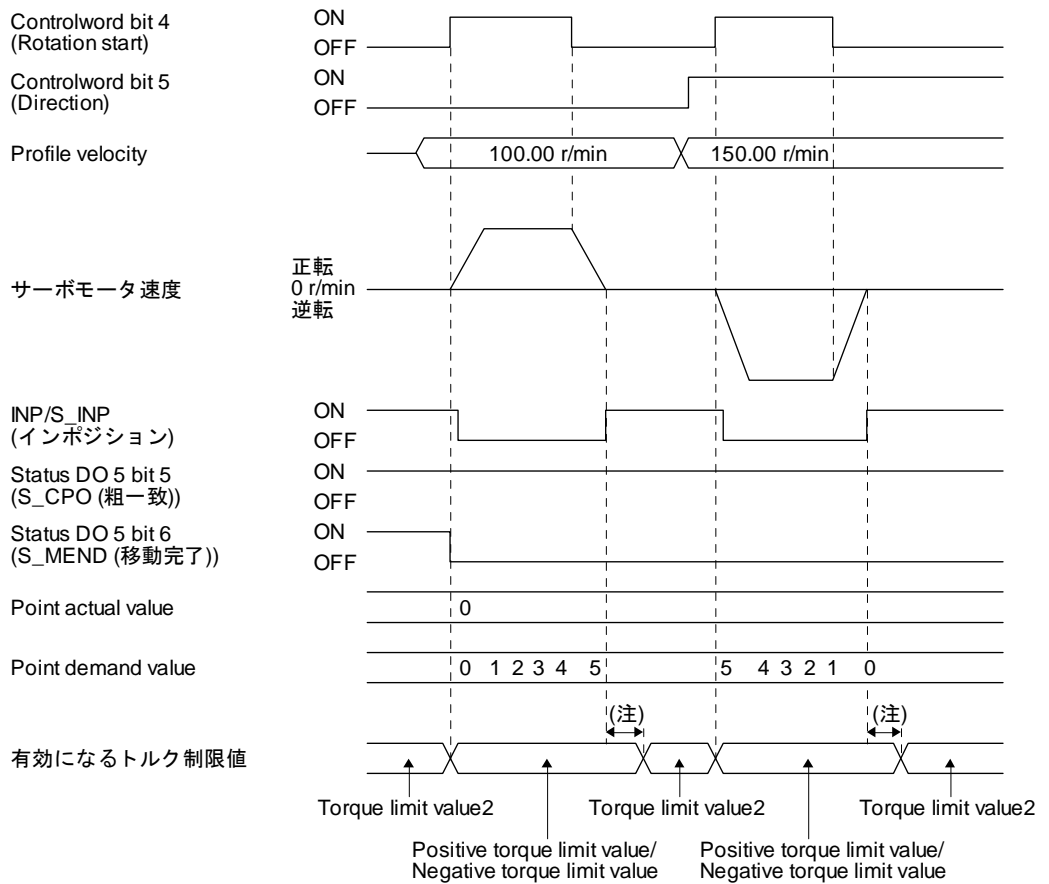 Controlword bit 4
(Rotation start)
ON
OFF
Controlword bit 5
(Direction)
ON
OFF
Profile velocity
100.00 r/min
150.00 r/min
サーボモータ速度
正転
0 r/min
逆転
INP/S_INP
(インポジション)
ON
OFF
Status DO 5 bit 5
(S_CPO (粗一致))
ON
OFF
Status DO 5 bit 6
(S_MEND (移動完了))
ON
OFF
Point actual value
0
Point demand value
0 1 2 3 4 5
5 4 3 2 1 0
(注)
(注)
有効になるトルク制限値
Torque limit value2
Torque limit value2
Torque limit value2
Positive torque limit value/
Negative torque limit value
Positive torque limit value/
Negative torque limit value